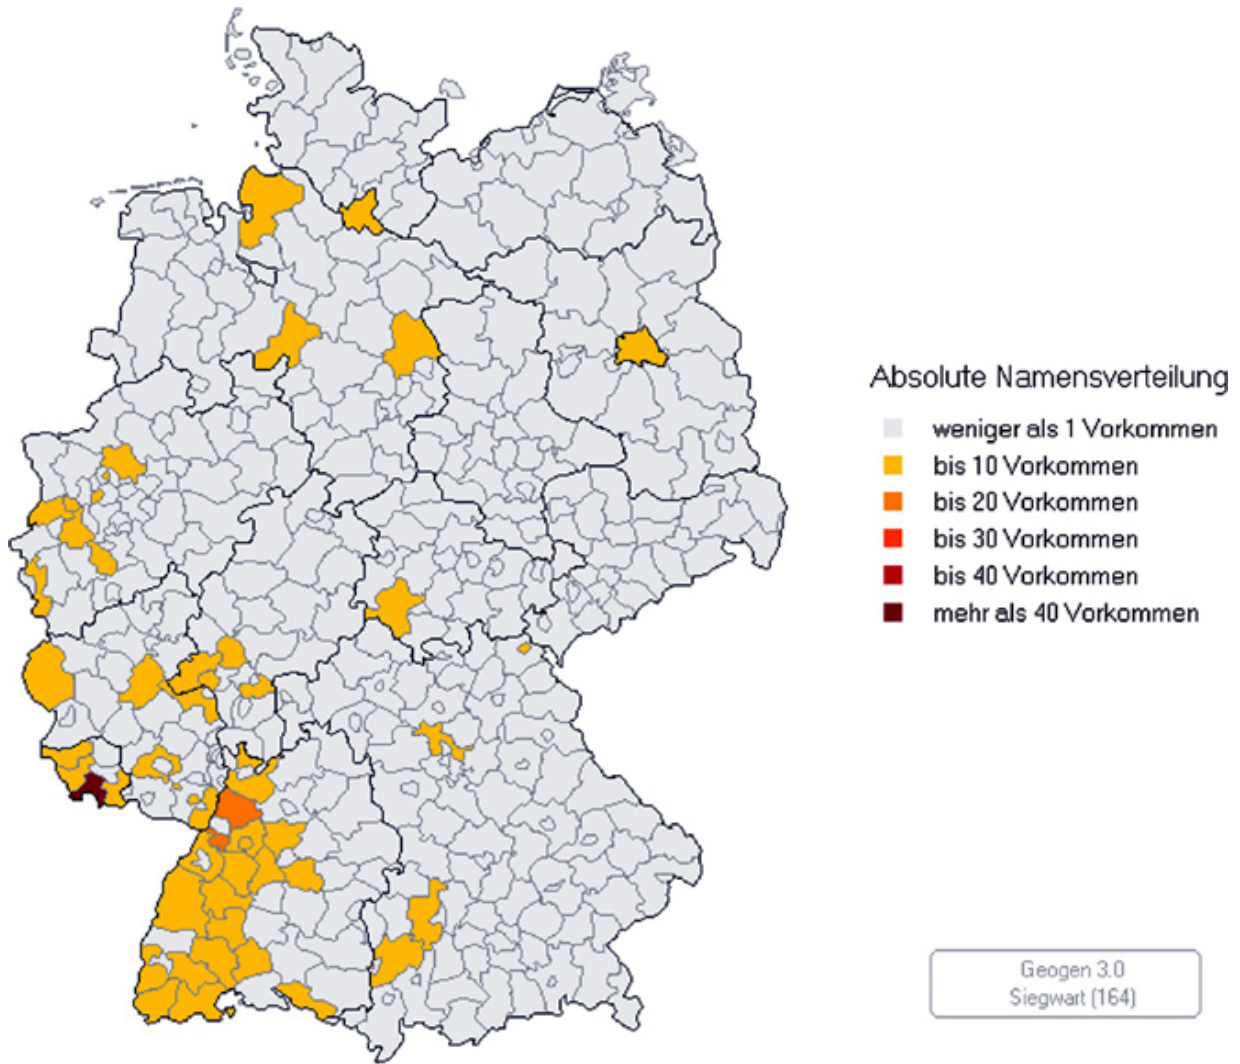 Absolute Namensverteilung
weniger als 1 Vorkommen
bis 10 Vorkommen
bis 20 Vorkommen
bis 30 Vorkommen
bis 40 Vorkommen
mehr als 40 Vorkommen
Geogen 3.0
Siegwart (164)